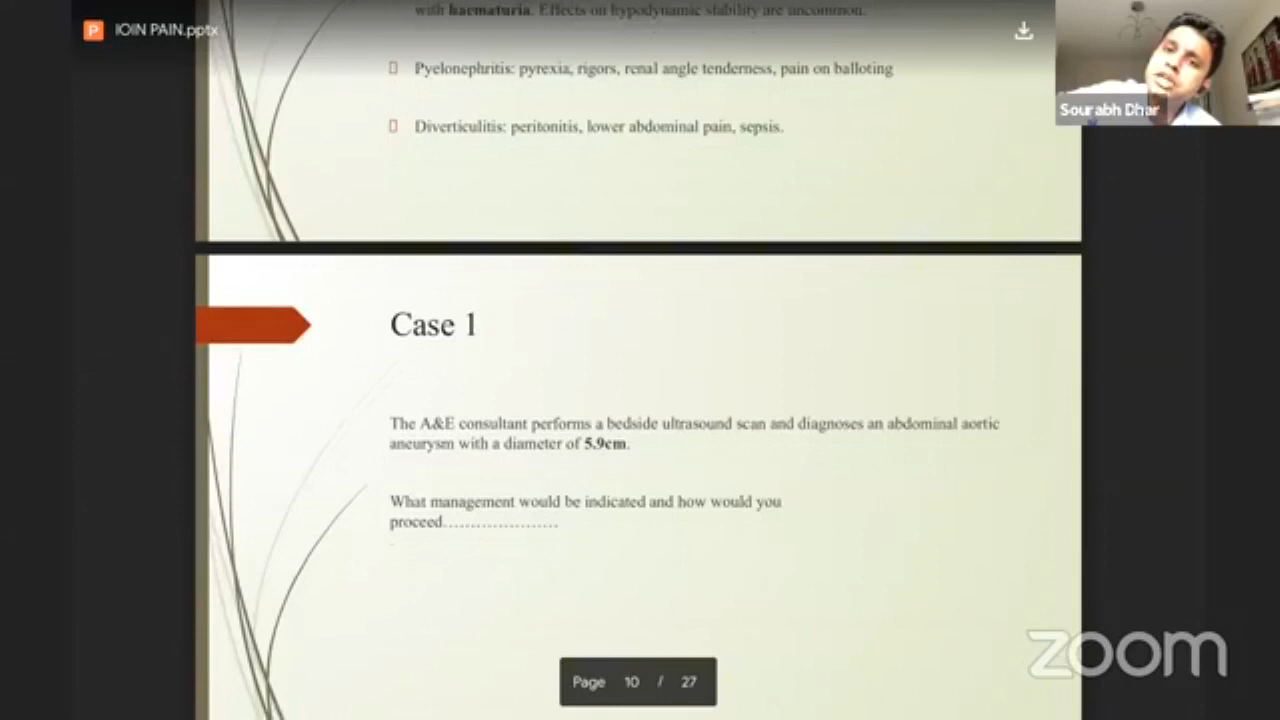 with haematuria. Effects on hypodynamic stability are uncommon.
P IOIN PAIN.pptx
Pyelonephritis: pyrexia, rigors, renal angle tenderness, pain on balloting
Sourabh Dhar
Diverticulitis: peritonitis, lower abdominal pain, sepsis.
Case 1
The A&E consultant performs a bedside ultrasound scan and diagnoses an abdominal aortic
aneurysm with a diameter of 5.9cm.
What management would be indicated and how would you
proceed.....................
zoom
Page 10 / 27